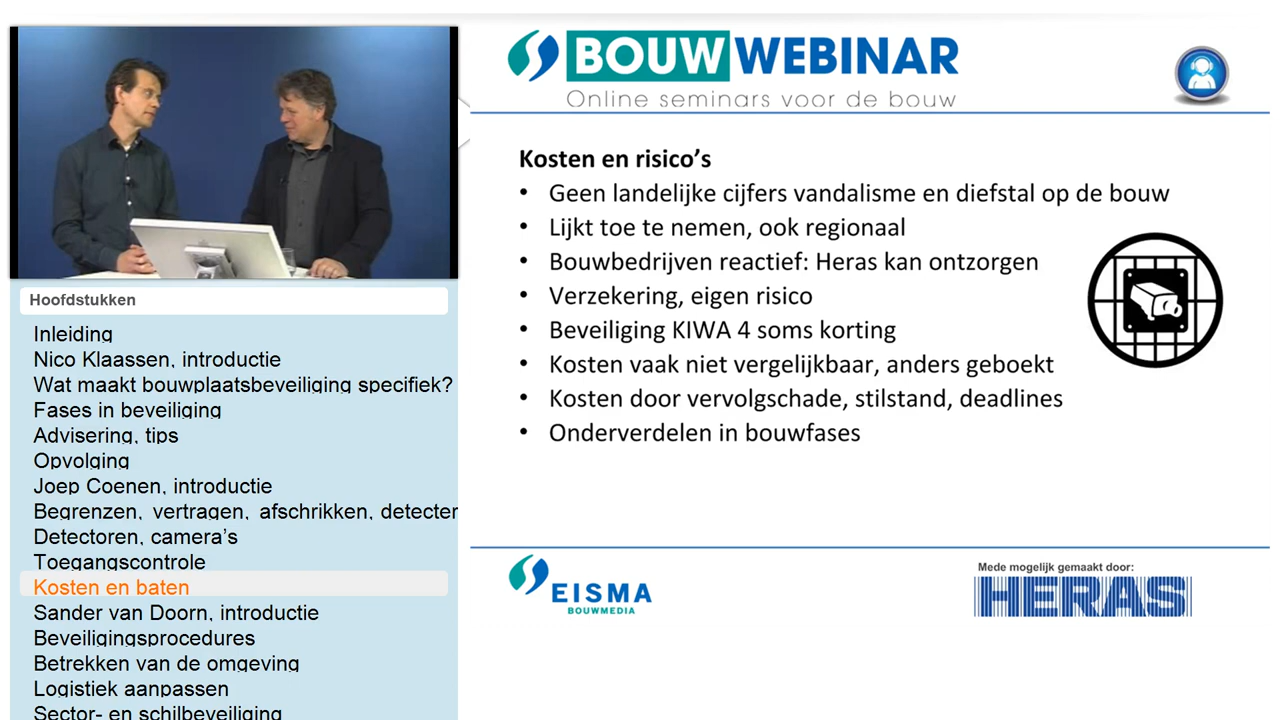 BOUW WEBINAR
Online seminars voor de bouw
Kosten en risico's
• Geen landelijke cijfers vandalisme en diefstal op de bouw
• Lijkt toe te nemen, ook regionaal
• Bouwbedrijven reactief: Heras kan ontzorgen
• Verzekering, eigen risico
• Beveiliging KIWA 4 soms korting
• Kosten vaak niet vergelijkbaar, anders geboekt
• Kosten door vervolgschade, stilstand, deadlines
• Onderverdelen in bouwfases
Hoofdstukken
Inleiding
Nico Klaassen, introductie
Wat maakt bouwplaatsbeveiliging specifiek?
Fases in beveiliging
Advisering, tips
Opvolging
Joep Coenen, introductie
Begrenzen, vertragen, afschrikken, detecter
Detectoren, camera's
Toegangscontrole
Kosten en baten
Sander van Doorn, introductie
Beveiligingsprocedures
Betrekken van de omgeving
Logistiek aanpassen
Sector- en schilbeveiliging
EISMA
BOUWMEDIA
Mede mogelijk gemaakt door:
HERAS